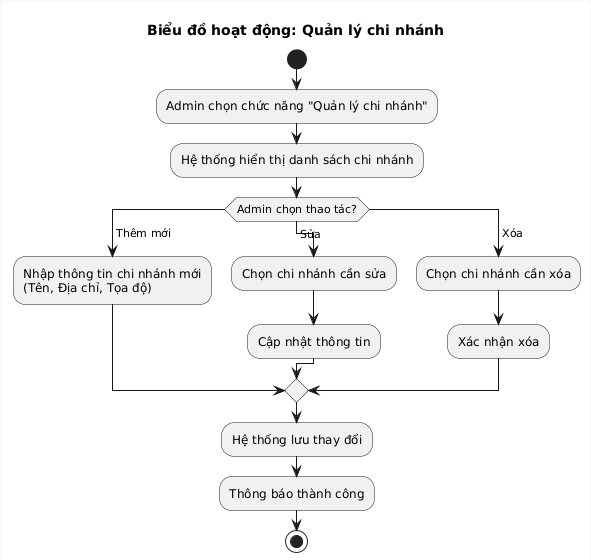 Biểu đồ hoạt động: Quản lý chi nhánh
Admin chọn chức năng "Quản lý chi nhánh"
Hệ thống hiển thị danh sách chi nhánh
Admin chọn thao tác?
Thêm mới
Sửa
Xóa
Nhập thông tin chi nhánh mới
(Tên, Địa chỉ, Tọa độ)
Chọn chi nhánh cần sửa
Chọn chi nhánh cần xóa
Cập nhật thông tin
Xác nhận xóa
Hệ thống lưu thay đổi
Thông báo thành công